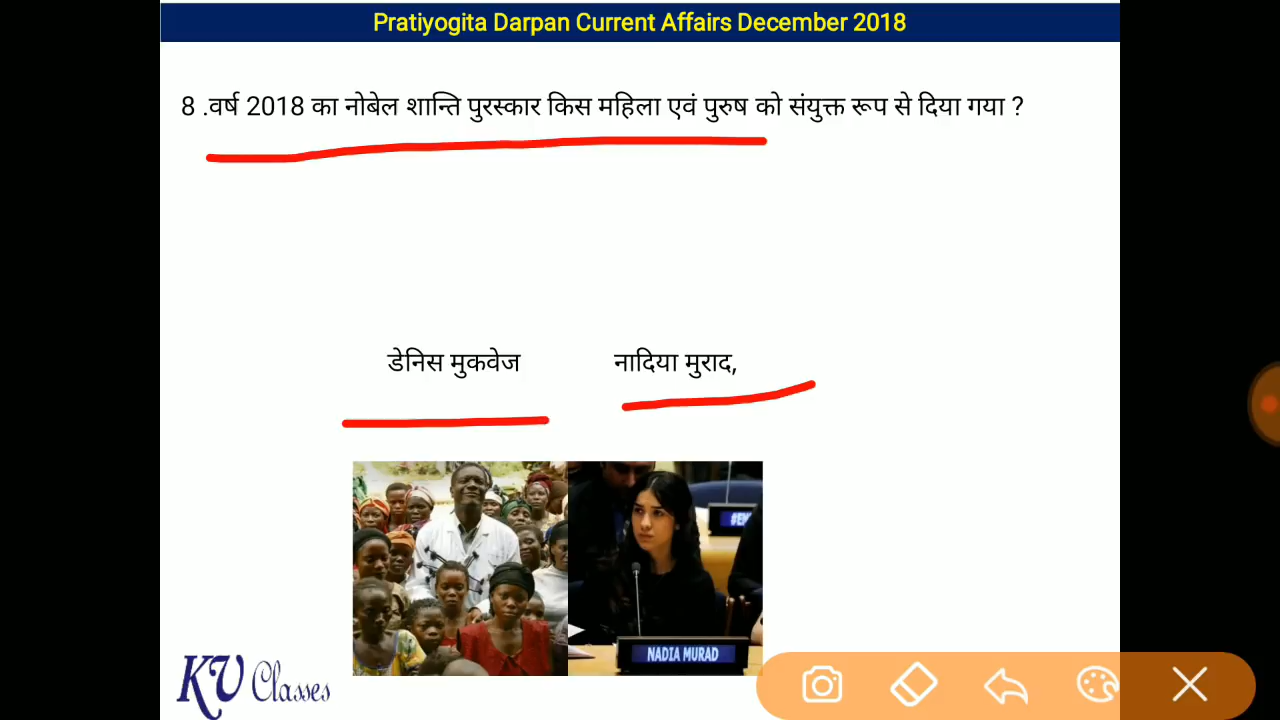 Pratiyogita Darpan Current Affairs December 2018
8 .वर्ष 2018 का नोबेल शान्ति पुरस्कार किस महिला एवं पुरुष को संयुक्त रूप से दिया गया ?
डेनिस मुकवेज नादिया मुराद,
NADIA MURAD
KV Classes